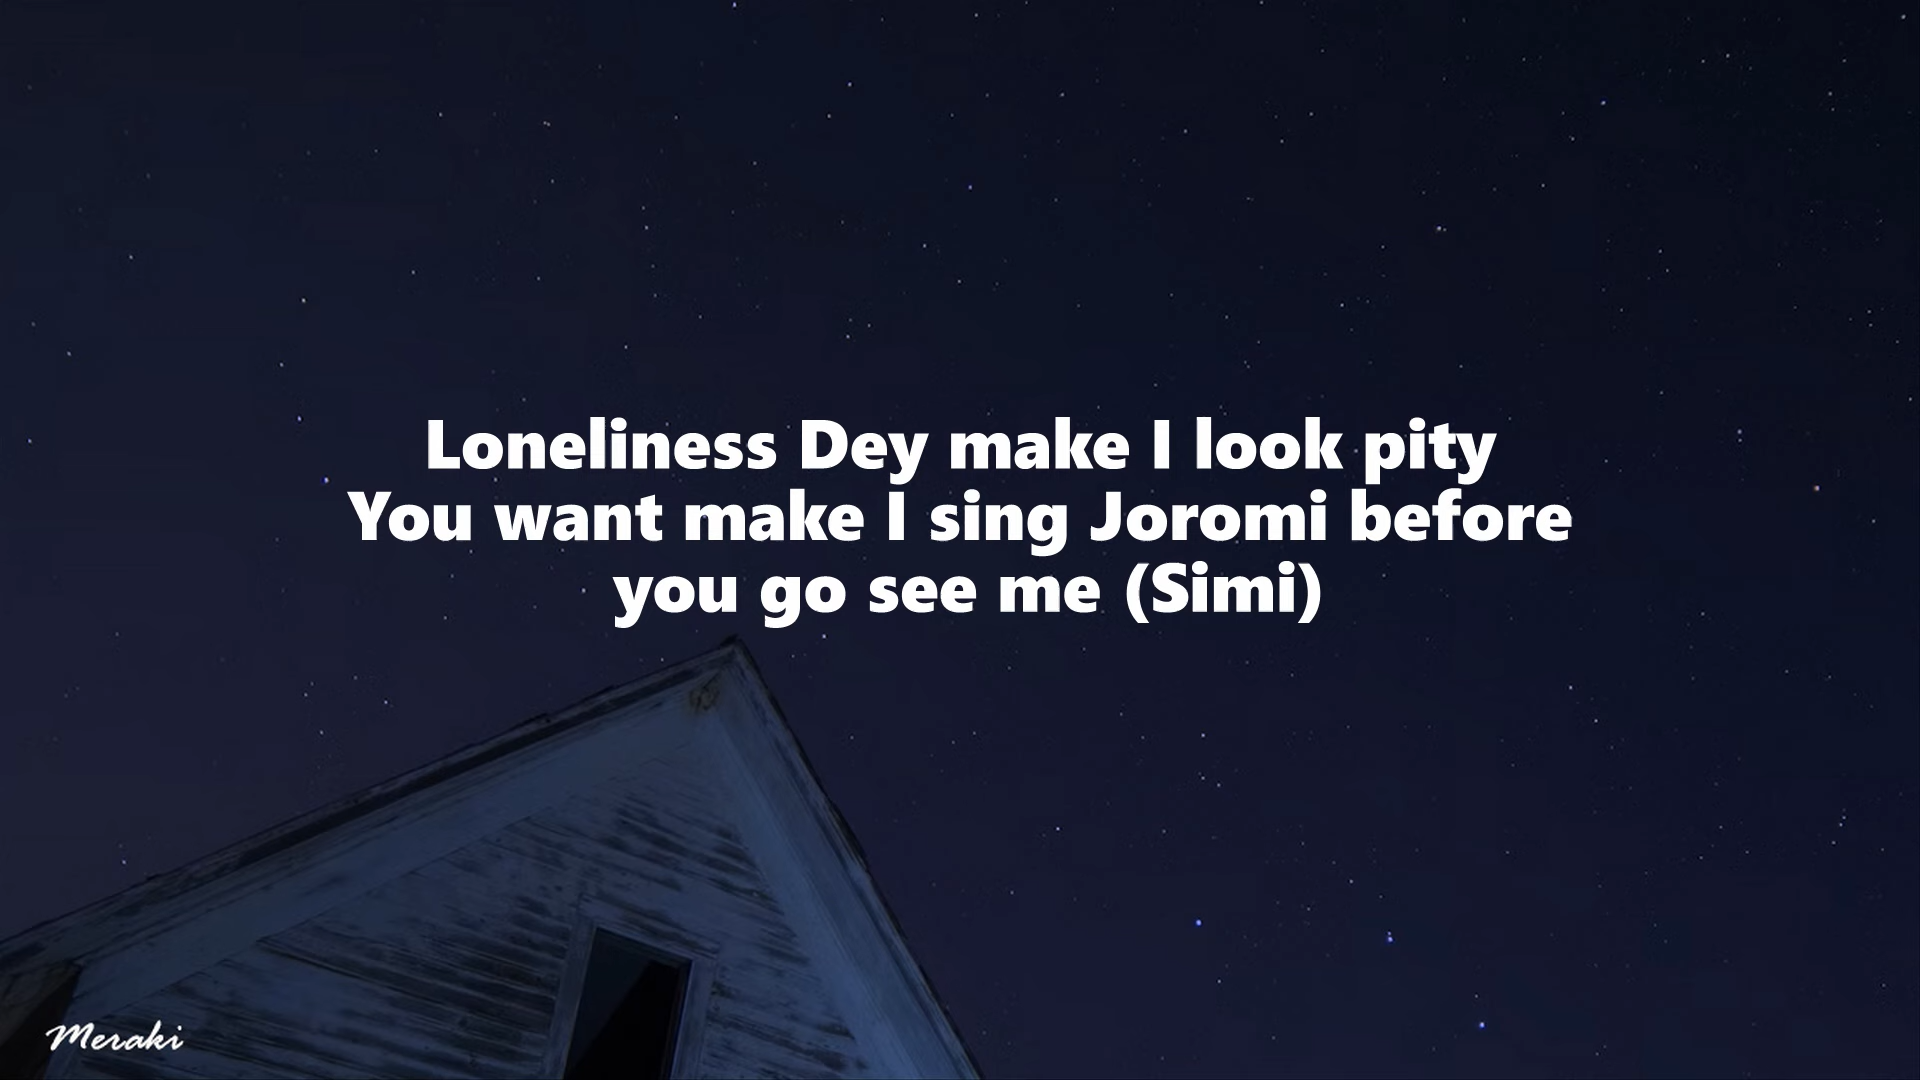 Loneliness Dey make I look pity
You want make I sing Joromi before
you go see me (Simi)
Meraki